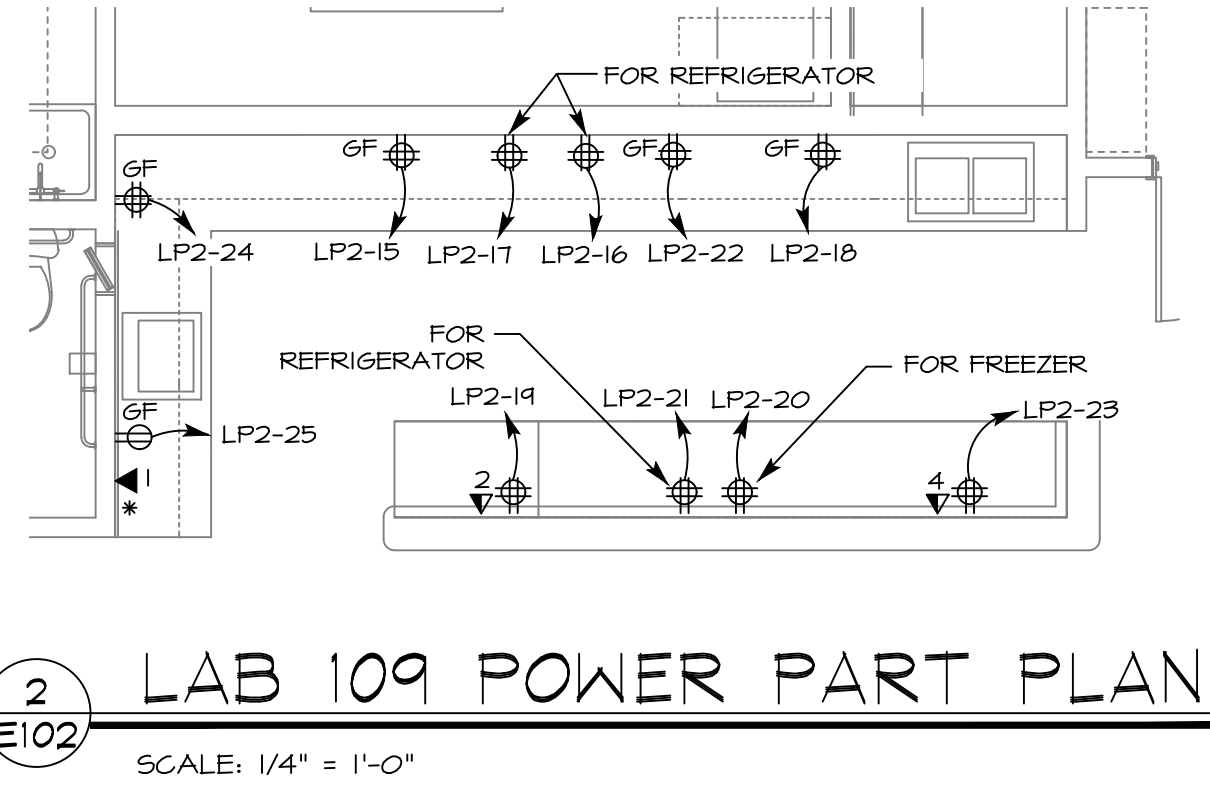 FOR REFRIGERATOR
GF
GF
GF
GF
LP2-24
LP2-15
LP2-17
LP2-16
LP2-22
LP2-18
FOR
REFRIGERATOR
FOR FREEZER
LP2-19
LP2-21
LP2-20
LP2-23
GF
LP2-25
1
*
2
4
LAB 109 POWER PART PLAN
2
E102
SCALE: 1/4" = 1'-0"